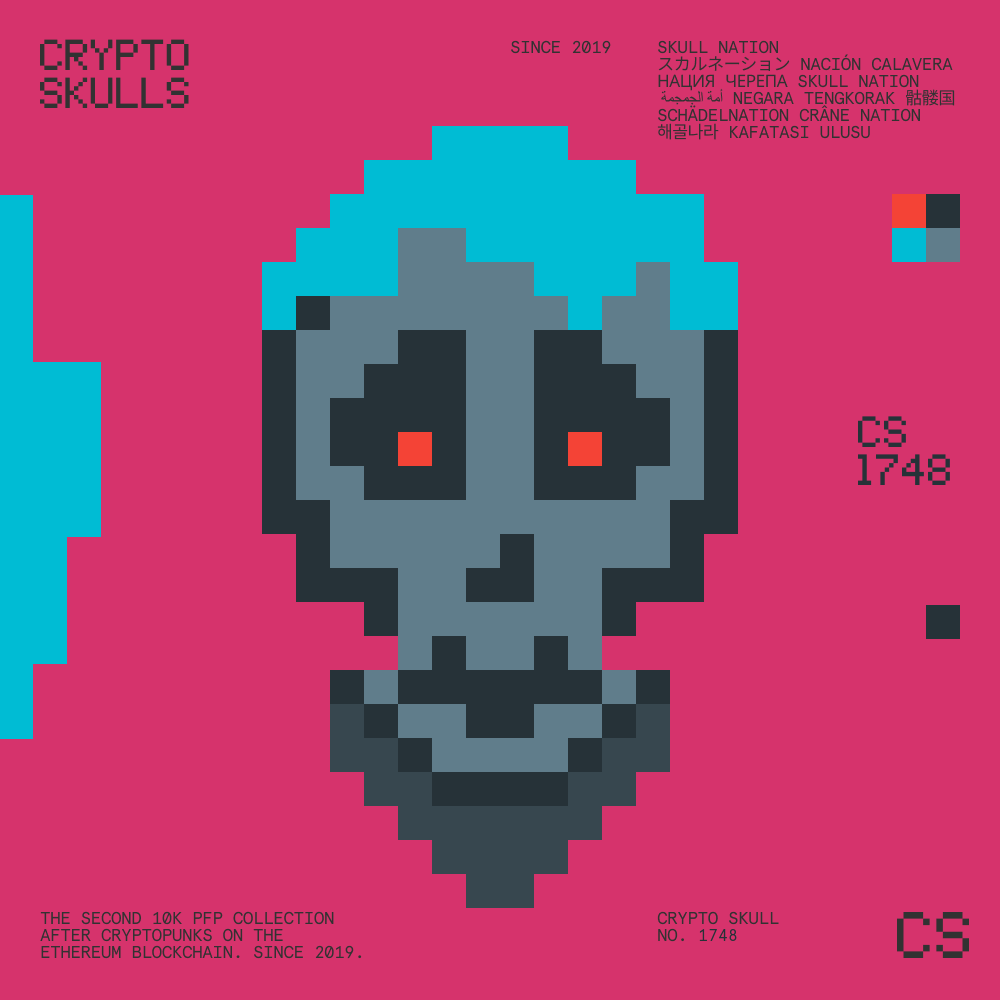 CRYPTO
SKULLS
SINCE 2019
SKULL NATION
スカルネーション NACIÓN CALAVERA
НАЦИЯ ЧЕРЕПА SKULL NATION
أمة الجمجمة NEGARA TENGKORAK 骷髅国
SCHÄDELNATION CRÂNE NATION
해골나라 KAFATASI ULUSU
CS
1748
THE SECOND 10K PFP COLLECTION
AFTER CRYPTOPUNKS ON THE
ETHEREUM BLOCKCHAIN. SINCE 2019.
CRYPTO SKULL
NO. 1748
CS